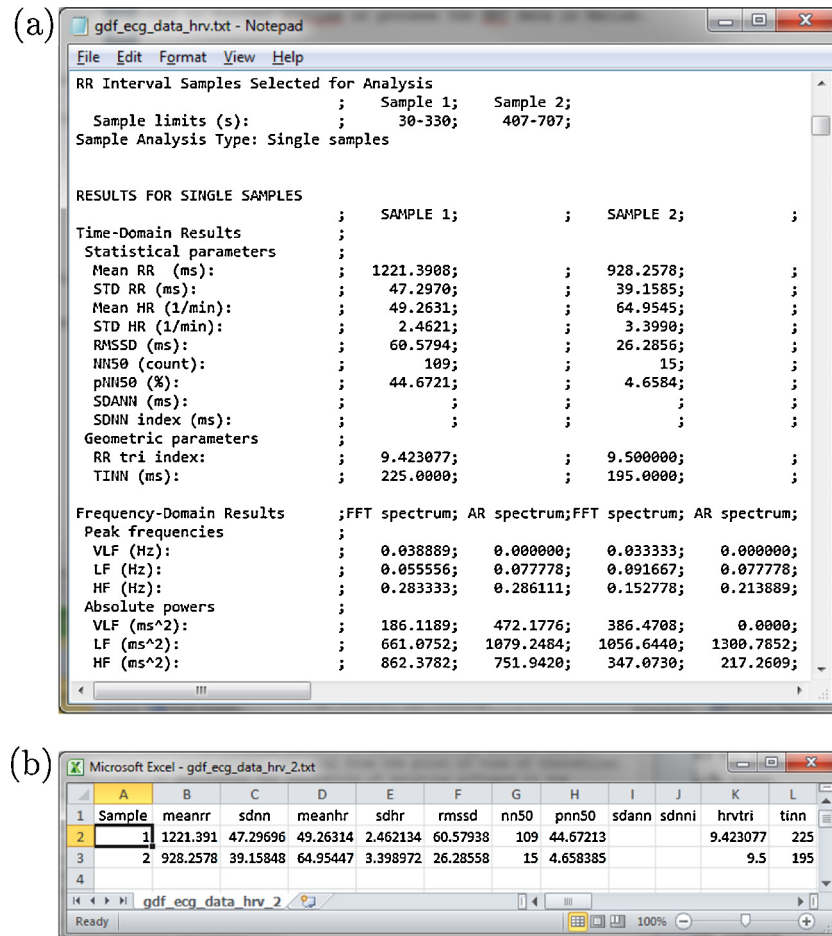 (a)
gdf_ecg_data_hrv.txt - Notepad
File Edit Format View Help
RR Interval Samples Selected for Analysis
; Sample 1; Sample 2;
Sample limits (s): ; 30-330; 407-707;
Sample Analysis Type: Single samples
RESULTS FOR SINGLE SAMPLES
; SAMPLE 1; ; SAMPLE 2; ;
Time-Domain Results ;
Statistical parameters ;
Mean RR (ms): ; 1221.3908; ; 928.2578; ;
STD RR (ms): ; 47.2970; ; 39.1585; ;
Mean HR (1/min): ; 49.2631; ; 64.9545; ;
STD HR (1/min): ; 2.4621; ; 3.3990; ;
RMSSD (ms): ; 60.5794; ; 26.2856; ;
NN50 (count): ; 109; ; 15; ;
pNN50 (%): ; 44.6721; ; 4.6584; ;
SDANN (ms): ; ; ; ; ;
SDNN index (ms): ; ; ; ; ;
Geometric parameters ;
RR tri index: ; 9.423077; ; 9.500000; ;
TINN (ms): ; 225.0000; ; 195.0000; ;
Frequency-Domain Results ;FFT spectrum; AR spectrum;FFT spectrum; AR spectrum;
Peak frequencies ;
VLF (Hz): ; 0.038889; 0.000000; 0.033333; 0.000000;
LF (Hz): ; 0.055556; 0.077778; 0.091667; 0.077778;
HF (Hz): ; 0.283333; 0.286111; 0.152778; 0.213889;
Absolute powers ;
VLF (ms^2): ; 186.1189; 472.1776; 386.4708; 0.0000;
LF (ms^2): ; 661.0752; 1079.2484; 1056.6440; 1300.7852;
HF (ms^2): ; 862.3782; 751.9420; 347.0730; 217.2609;
(b)
Microsoft Excel - gdf_ecg_data_hrv_2.txt
A B C D E F G H I J K L
1 Sample meanrr sdnn meanhr sdhr rmssd nn50 pnn50 sdann sdnni hrvtri tinn
2 1 1221.391 47.29696 49.26314 2.462134 60.57938 109 44.67213 9.423077 225
3 2 928.2578 39.15848 64.95447 3.398972 26.28558 15 4.658385 9.5 195
4
gdf_ecg_data_hrv_2
Ready 100%